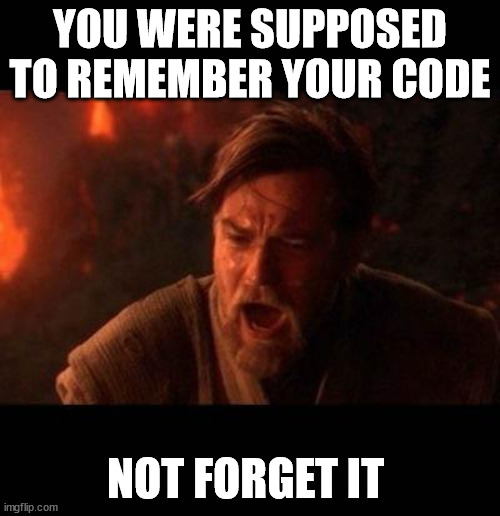 YOU WERE SUPPOSED
TO REMEMBER YOUR CODE
NOT FORGET IT
imgflip.com